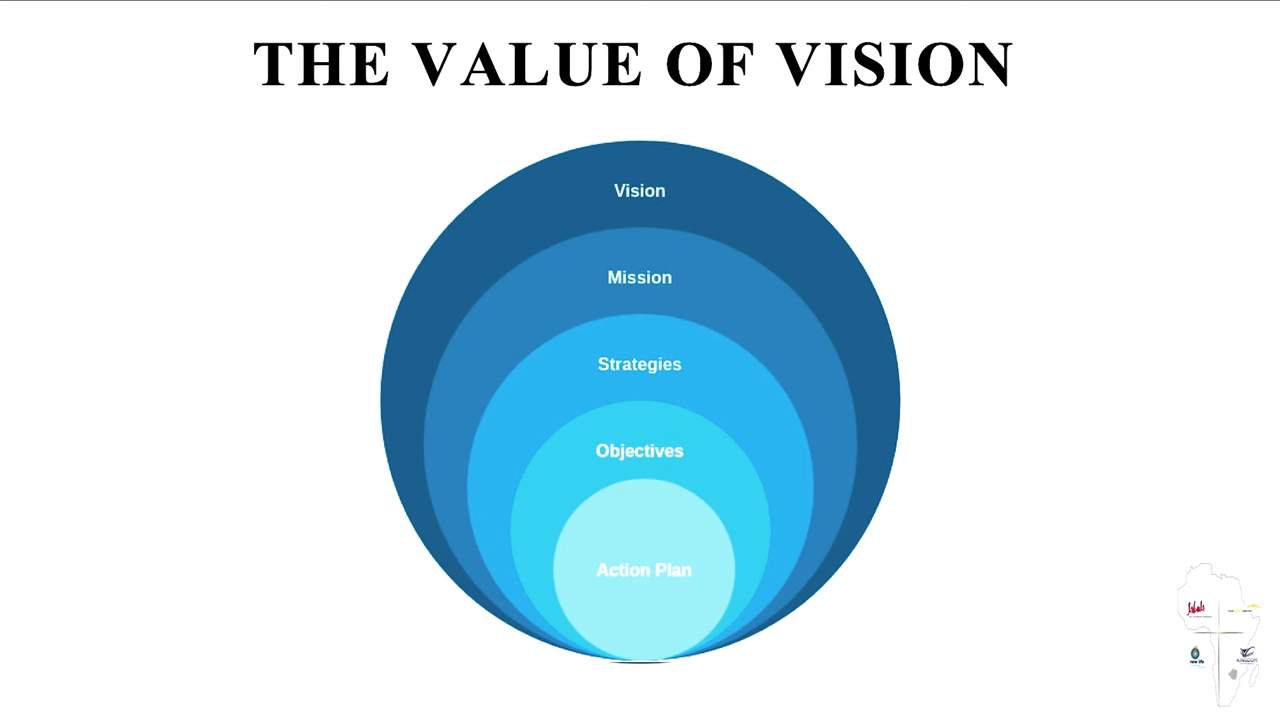 THE VALUE OF VISION
Vision
Mission
Strategies
Objectives
Action Plan